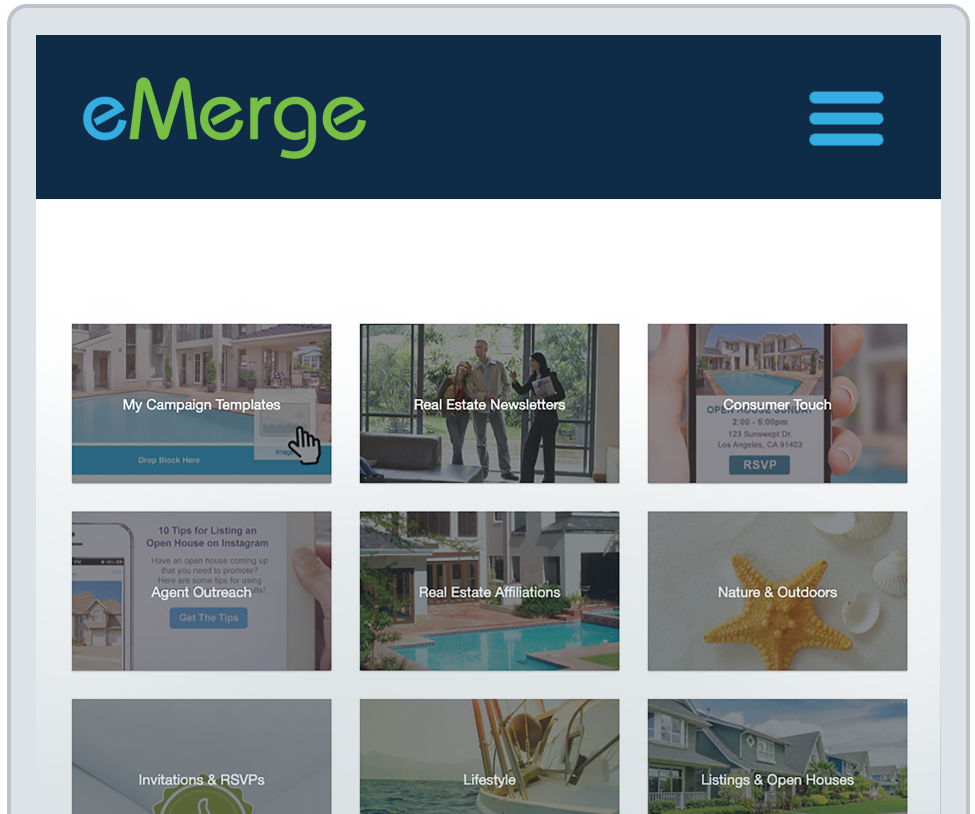 eMerge
My Campaign Templates
Drop Block Here
Real Estate Newsletters
Consumer Touch
2:00 - 5:00pm
123 Sunswept Dr.
Los Angeles, CA 91403
RSVP
10 Tips for Listing an
Open House on Instagram
Have an open house coming up
that you need to promote?
Here are some tips for using
Agent Outreach
Get The Tips
Real Estate Affiliations
Nature & Outdoors
Invitations & RSVPs
Lifestyle
Listings & Open Houses